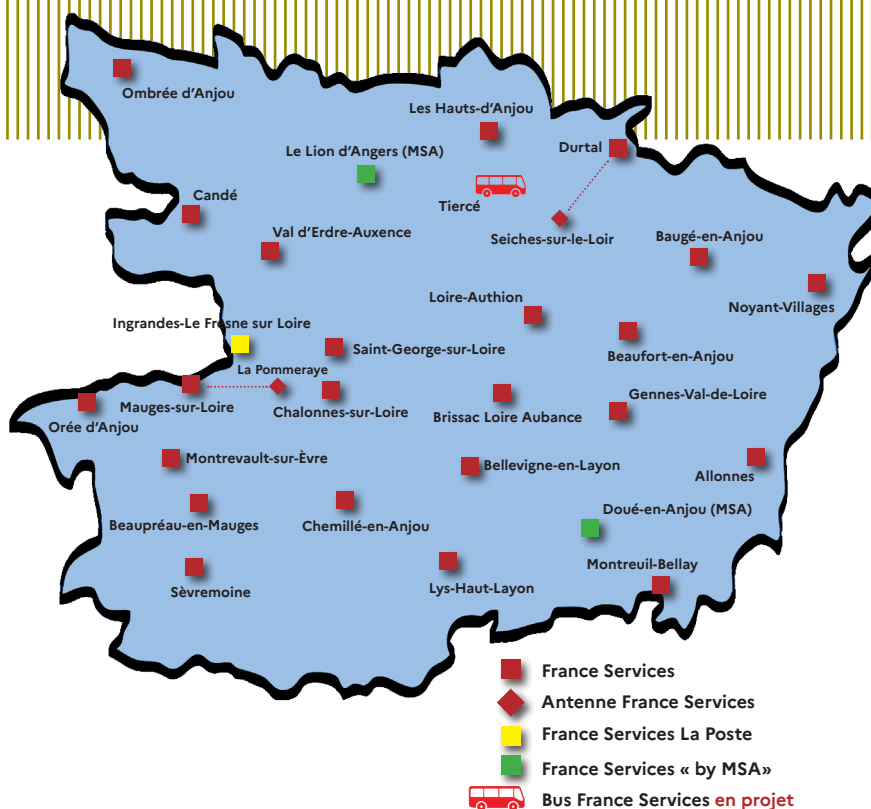 Ombrée d'Anjou
Les Hauts-d'Anjou
Durtal
Le Lion d'Angers (MSA)
Tiercé
Candé
Seiches-sur-le-Loir
Val d'Erdre-Auxence
Baugé-en-Anjou
Noyant-Villages
Loire-Authion
Ingrandes-Le Fresne sur Loire
Saint-George-sur-Loire
Beaufort-en-Anjou
La Pommeraye
Mauges-sur-Loire
Chalonnes-sur-Loire
Brissac Loire Aubance
Gennes-Val-de-Loire
Orée d'Anjou
Montrevault-sur-Èvre
Bellevigne-en-Layon
Allonnes
Beaupréau-en-Mauges
Chemillé-en-Anjou
Doué-en-Anjou (MSA)
Sèvremoine
Lys-Haut-Layon
Montreuil-Bellay
France Services
Antenne France Services
France Services La Poste
France Services « by MSA»
Bus France Services en projet